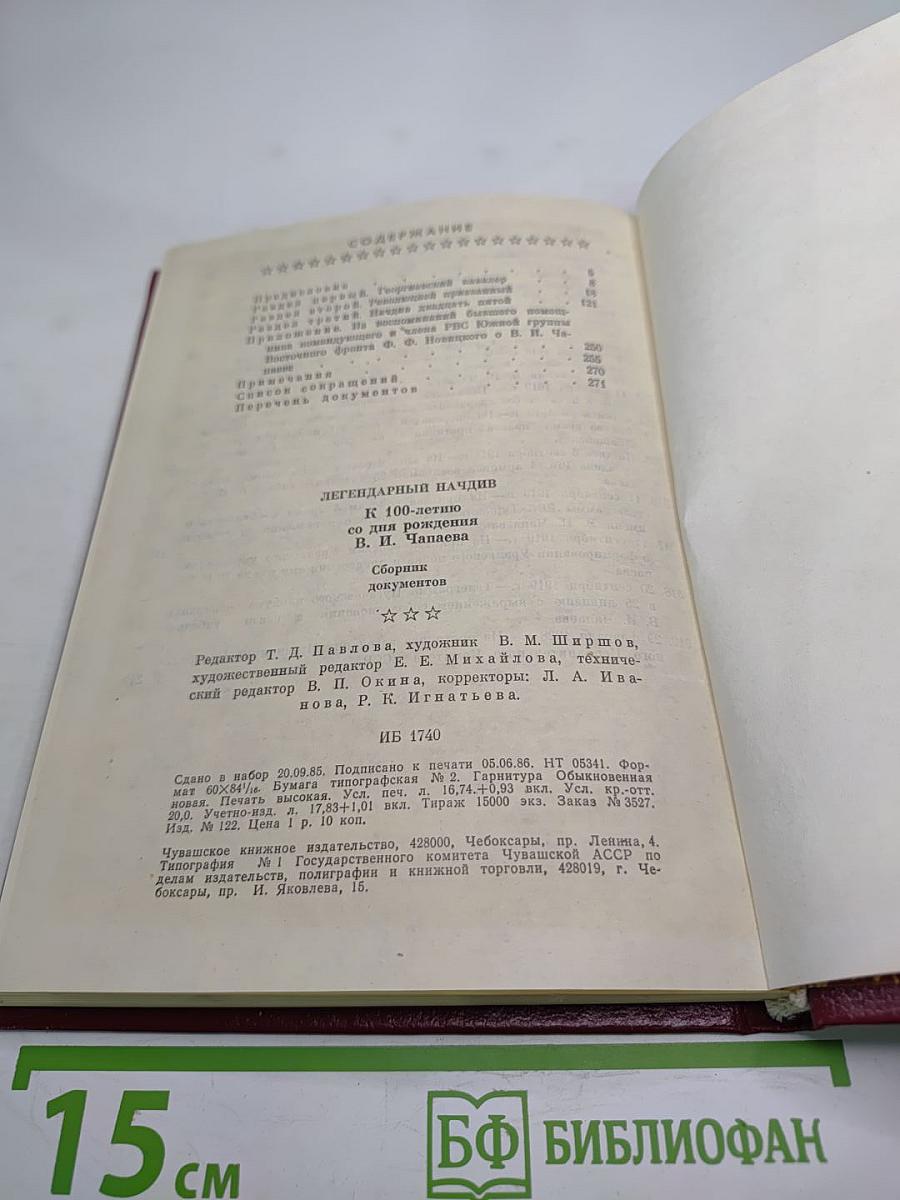 СОДЕРЖАНИЕ
Предисловие 5
Раздел первый. Георгиевский кавалер 8
Раздел второй. Революцией призванный
Раздел третий. Начдив двадцать пятой 121
Приложение. Из воспоминаний бывшего помощ-
ника командующего и члена РВС Южной группы
Восточного фронта Ф. Ф. Новицкого о В. И. Ча-
паеве 250
Примечания 255
Список сокращений 270
Перечень документов 271
ЛЕГЕНДАРНЫЙ НАЧДИВ
К 100-летию
со дня рождения
В. И. Чапаева
Сборник
документов
Редактор Т. Д. Павлова, художник В. М. Ширшов,
художественный редактор Е. Е. Михайлова, техниче-
ский редактор В. П. Окина, корректоры: Л. А. Ива-
нова, Р. К. Игнатьева.
ИБ 1740
Сдано в набор 20.09.85. Подписано к печати 05.06.86. НТ 05341. Фор-
мат 60×84¹/₁₆. Бумага типографская № 2. Гарнитура Обыкновенная
новая. Печать высокая. Усл. печ. л. 16,74.+0,93 вкл. Усл. кр.-отт.
20,0. Учетно-изд. л. 17,83+1,01 вкл. Тираж 15000 экз. Заказ № 3527.
Изд. № 122. Цена 1 р. 10 коп.
Чувашское книжное издательство, 428000, Чебоксары, пр. Ленина, 4.
Типография № 1 Государственного комитета Чувашской АССР по
делам издательств, полиграфии и книжной торговли, 428019, г. Че-
боксары, пр. И. Яковлева, 15.
15 см
БФ БИБЛИОФАН